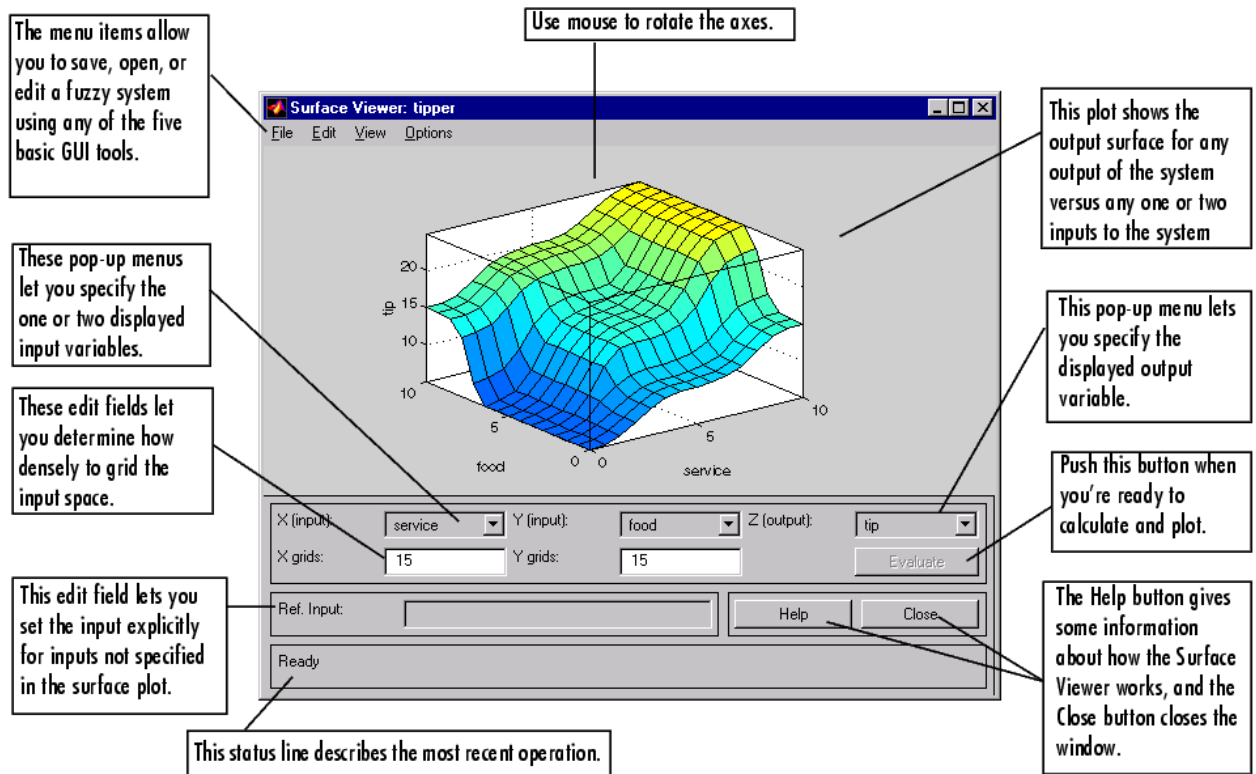 Use mouse to rotate the axes.
The menu items allow
you to save, open, or
edit a fuzzy system
using any of the five
basic GUI tools.
These pop-up menus
let you specify the
one or two displayed
input variables.
These edit fields let
you determine how
densely to grid the
input space.
This edit field lets you
set the input explicitly
for inputs not specified
in the surface plot.
Surface Viewer: tipper
File Edit View Options
tip
20
15
10
10
5
0
0
5
10
food
service
X (input): service Y (input): food Z (output): tip
X grids: 15 Y grids: 15 Evaluate
Ref. Input: Help Close
Ready
This plot shows the
output surface for any
output of the system
versus any one or two
inputs to the system
This pop-up menu lets
you specify the
displayed output
variable.
Push this button when
you're ready to
calculate and plot.
The Help button gives
some information
about how the Surface
Viewer works, and the
Close button closes the
window.
This status line describes the most recent operation.